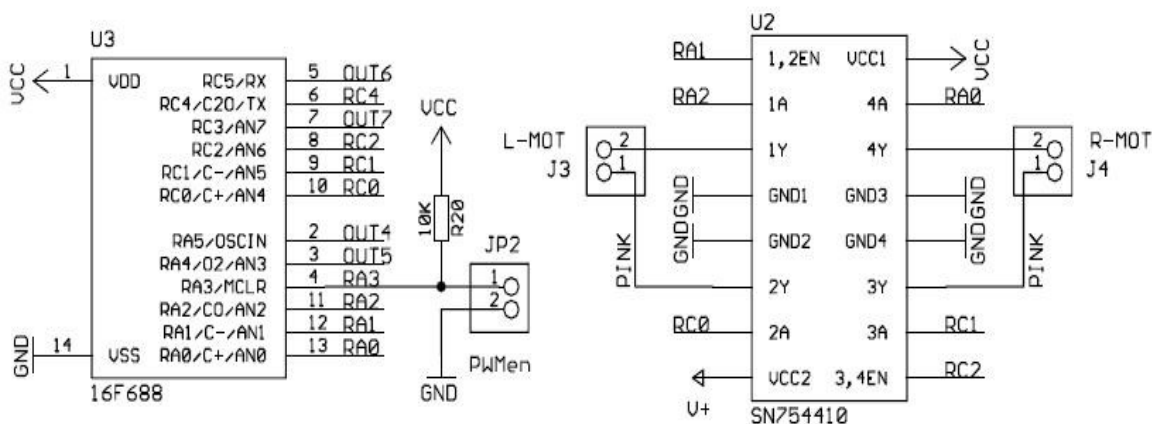 U3
VCC
1
VDD
RC5/RX
5
OUT6
RC4/C2O/TX
6
RC4
RC3/AN7
7
OUT7
RC2/AN6
8
RC2
RC1/C-/AN5
9
RC1
RC0/C+/AN4
10
RC0
RA5/OSCIN
2
OUT4
RA4/O2/AN3
3
OUT5
RA3/MCLR
4
RA3
RA2/CO/AN2
11
RA2
RA1/C-/AN1
12
RA1
GND
14
VSS
RA0/C+/AN0
13
RA0
16F688
VCC
10K
R20
JP2
1
2
PWMen
GND
U2
RA1
1,2EN
VCC1
VCC
RA2
1A
4A
RA0
L-MOT
J3
2
1
1Y
4Y
2
1
R-MOT
J4
GND
GND1
GND3
GND
GND
GND2
GND4
GND
PINK
2Y
3Y
PINK
RC0
2A
3A
RC1
V+
VCC2
3,4EN
RC2
SN754410